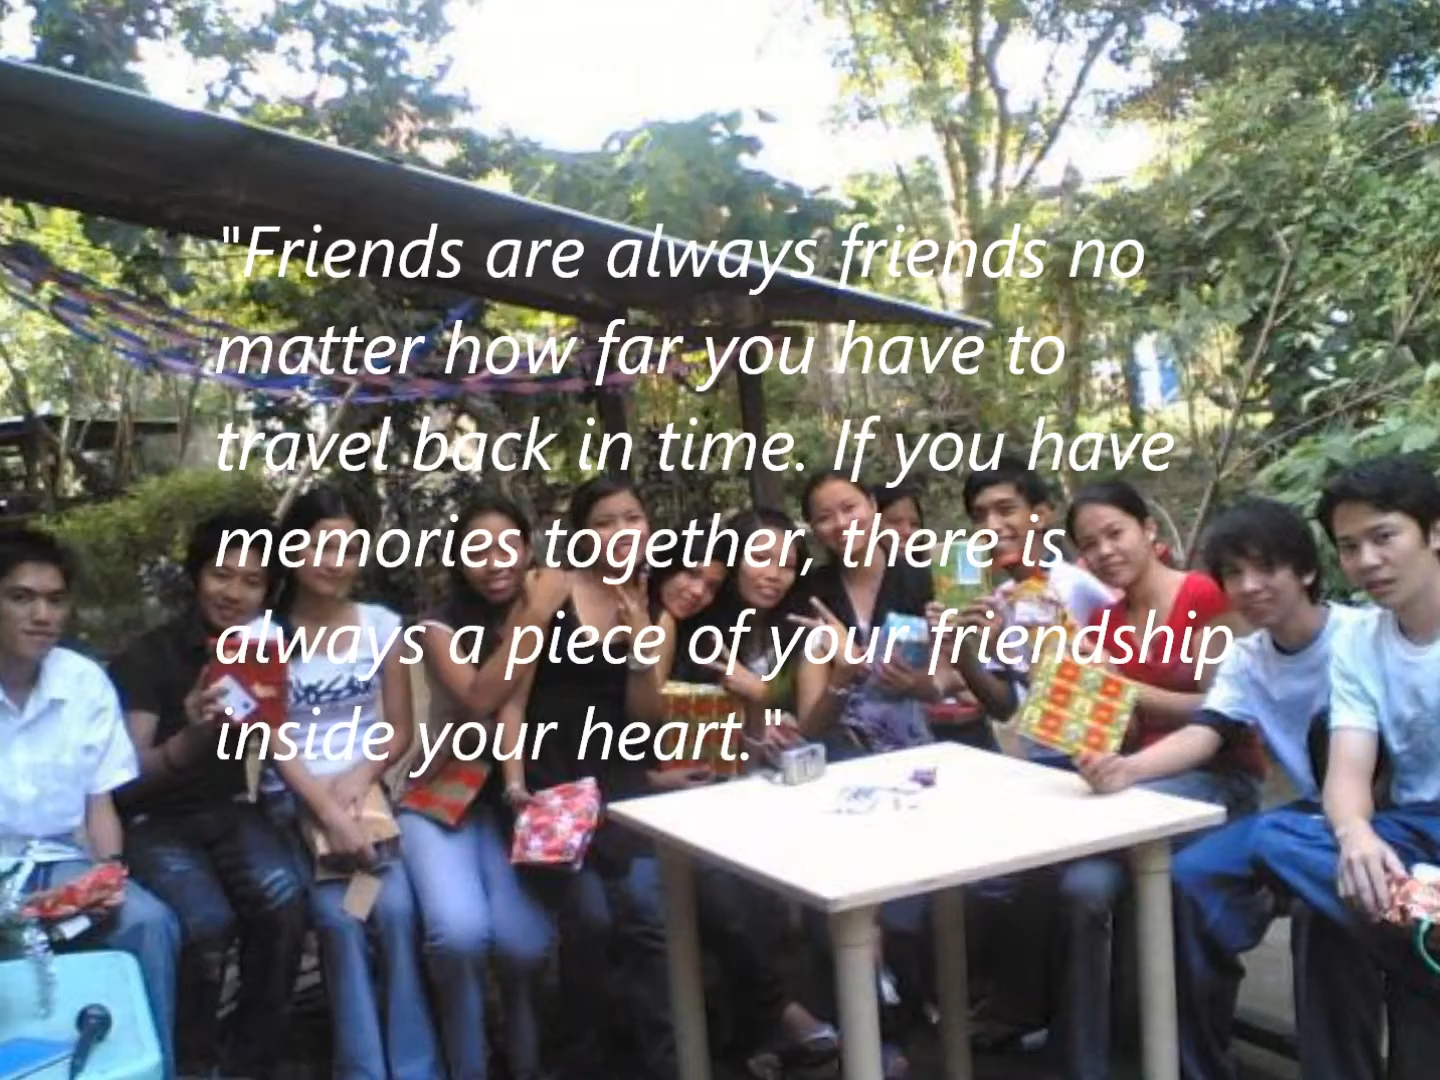 "Friends are always friends no
matter how far you have to
travel back in time. If you have
memories together, there is
always a piece of your friendship
inside your heart."